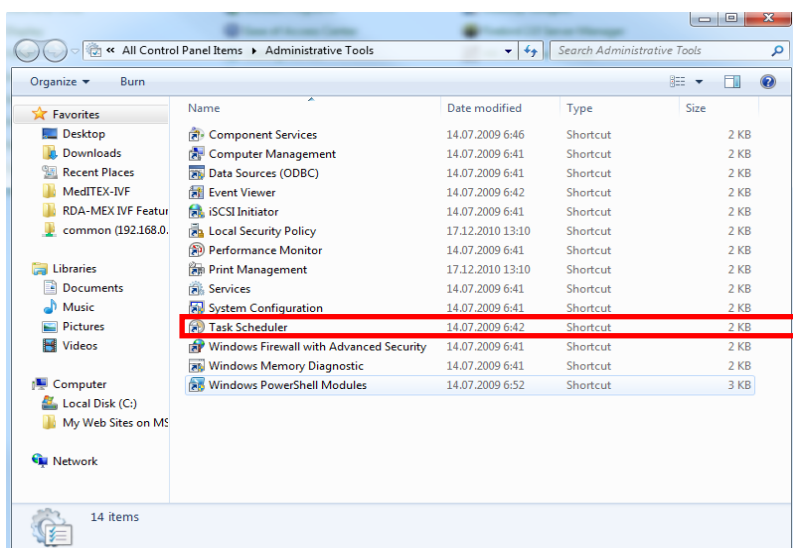 « All Control Panel Items ▸ Administrative Tools
Search Administrative Tools
Organize ▾ Burn
Favorites
Desktop
Downloads
Recent Places
MedITEX-IVF
RDA-MEX IVF Featur
common (192.168.0.
Libraries
Documents
Music
Pictures
Videos
Computer
Local Disk (C:)
My Web Sites on MS
Network
Name Date modified Type Size
Component Services 14.07.2009 6:46 Shortcut 2 KB
Computer Management 14.07.2009 6:41 Shortcut 2 KB
Data Sources (ODBC) 14.07.2009 6:41 Shortcut 2 KB
Event Viewer 14.07.2009 6:42 Shortcut 2 KB
iSCSI Initiator 14.07.2009 6:41 Shortcut 2 KB
Local Security Policy 17.12.2010 13:10 Shortcut 2 KB
Performance Monitor 14.07.2009 6:41 Shortcut 2 KB
Print Management 17.12.2010 13:10 Shortcut 2 KB
Services 14.07.2009 6:41 Shortcut 2 KB
System Configuration 14.07.2009 6:41 Shortcut 2 KB
Task Scheduler 14.07.2009 6:42 Shortcut 2 KB
Windows Firewall with Advanced Security 14.07.2009 6:41 Shortcut 2 KB
Windows Memory Diagnostic 14.07.2009 6:41 Shortcut 2 KB
Windows PowerShell Modules 14.07.2009 6:52 Shortcut 3 KB
14 items